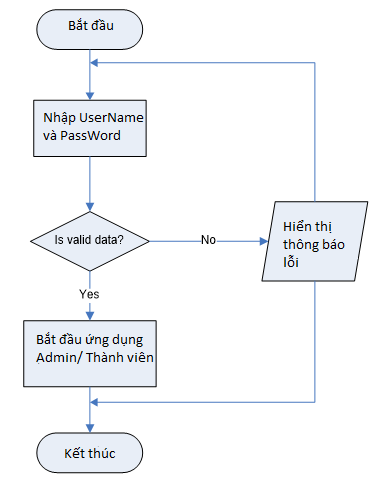 Bắt đầu
Nhập UserName
và PassWord
Is valid data?
No
Hiển thị
thông báo
lỗi
Yes
Bắt đầu ứng dụng
Admin/ Thành viên
Kết thúc